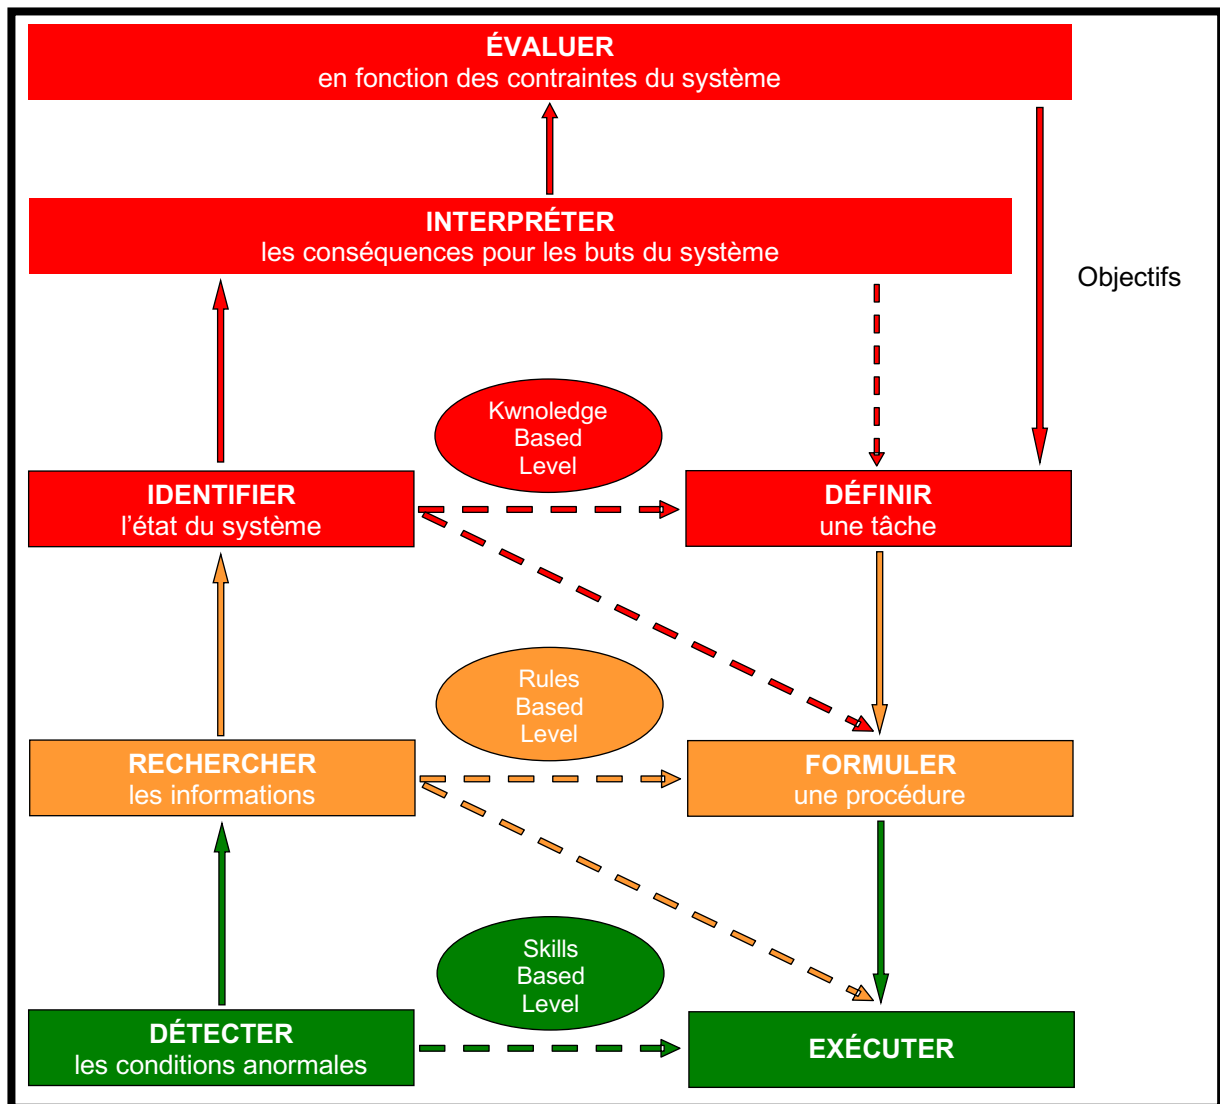 ÉVALUER
en fonction des contraintes du système
INTERPRÉTER
les conséquences pour les buts du système
Objectifs
Kwnoledge
Based
Level
IDENTIFIER
l'état du système
DÉFINIR
une tâche
Rules
Based
Level
RECHERCHER
les informations
FORMULER
une procédure
Skills
Based
Level
DÉTECTER
les conditions anormales
EXÉCUTER